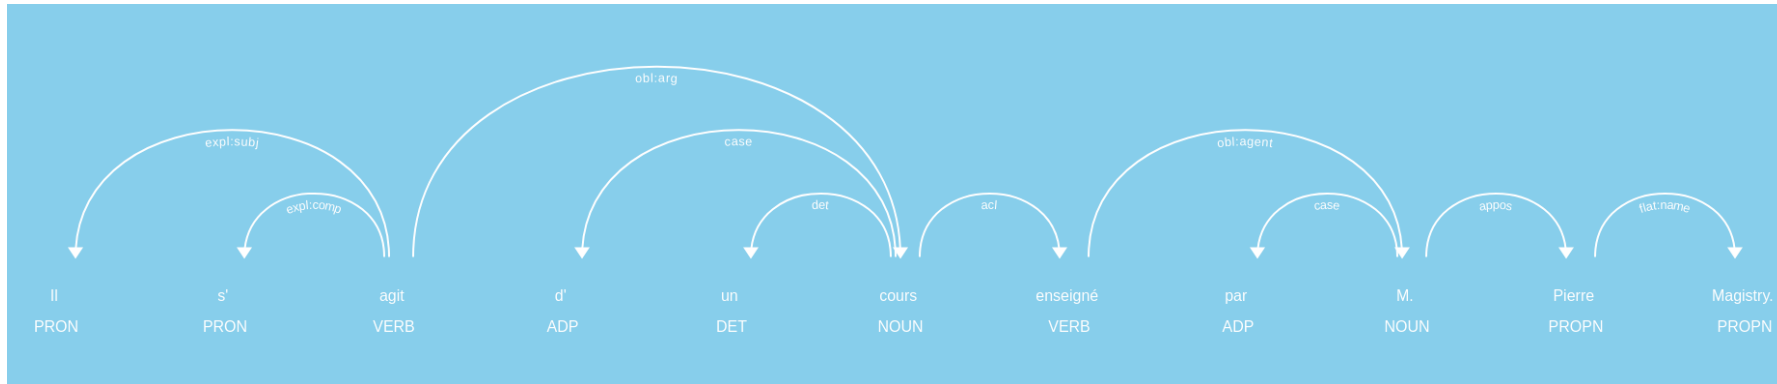 obl:arg
expl:subj case obl:agent
expl:comp det acl case appos flat:name
Il s' agit d' un cours enseigné par M. Pierre Magistry.
PRON PRON VERB ADP DET NOUN VERB ADP NOUN PROPN PROPN